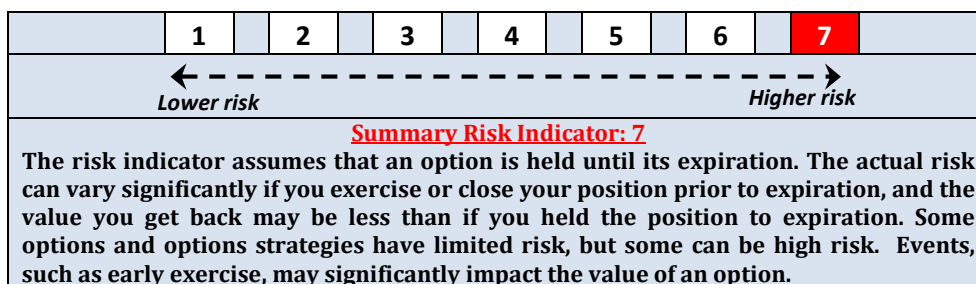 1 2 3 4 5 6 7
Lower risk Higher risk
Summary Risk Indicator: 7
The risk indicator assumes that an option is held until its expiration. The actual risk
can vary significantly if you exercise or close your position prior to expiration, and the
value you get back may be less than if you held the position to expiration. Some
options and options strategies have limited risk, but some can be high risk. Events,
such as early exercise, may significantly impact the value of an option.